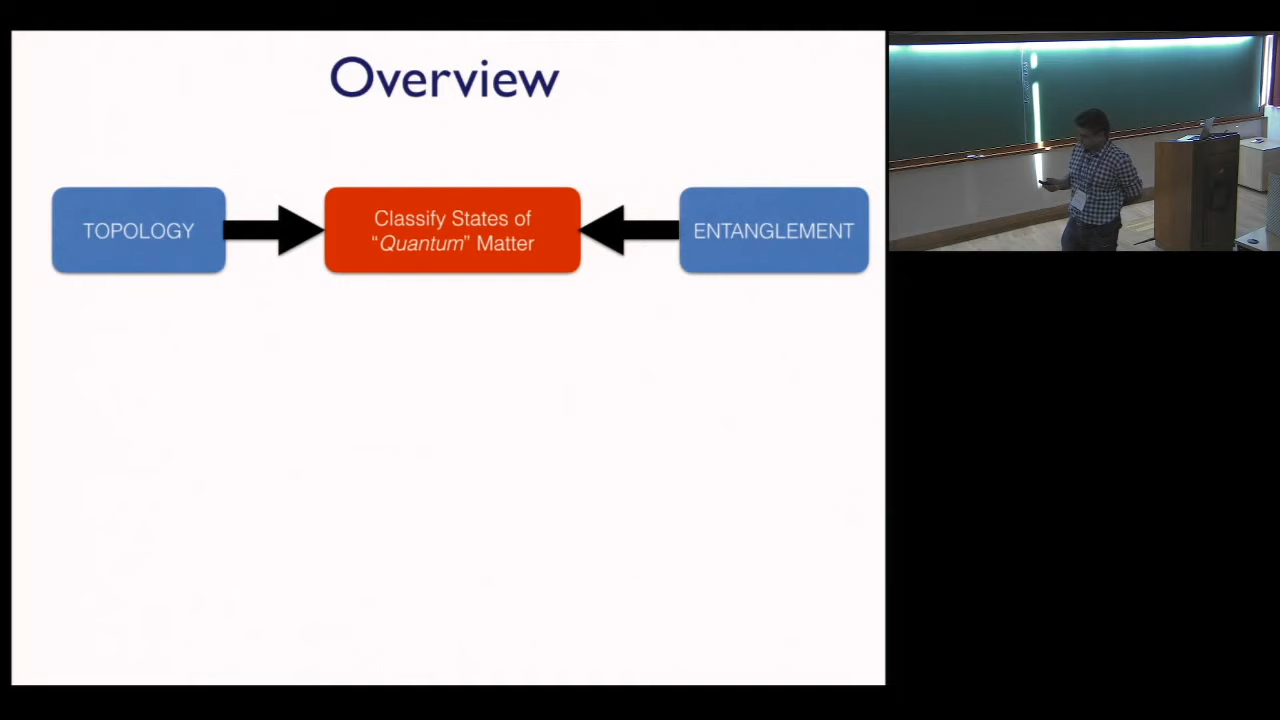 Overview
TOPOLOGY
Classify States of
“Quantum” Matter
ENTANGLEMENT